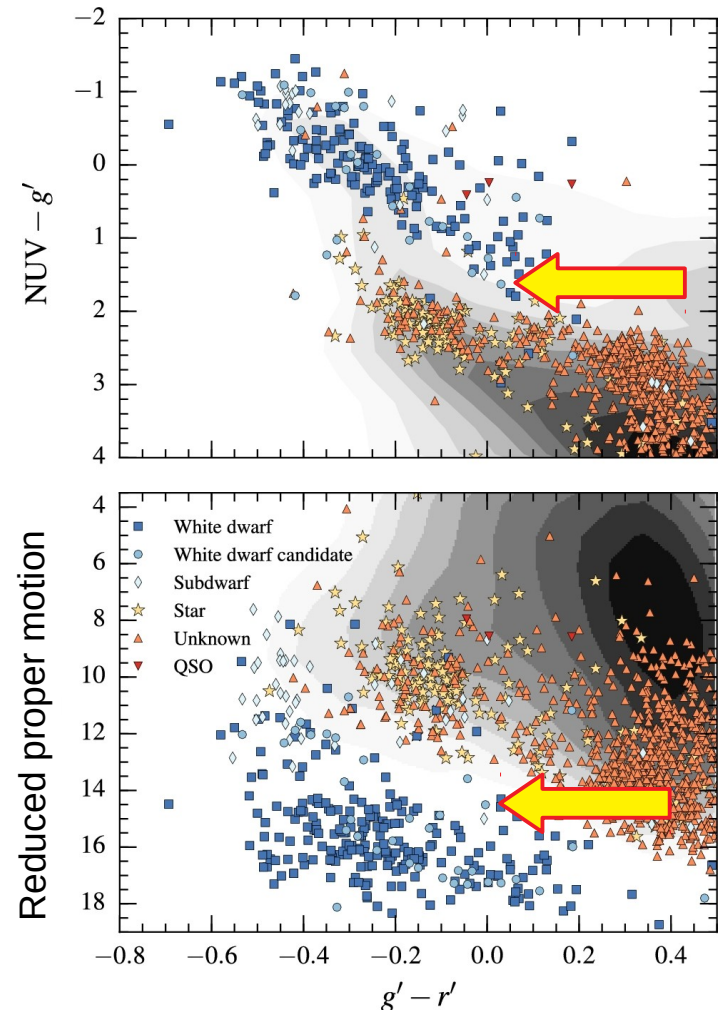 −2
−1
0
1
2
3
4
NUV − g′
4
6
8
10
12
14
16
18
Reduced proper motion
White dwarf
White dwarf candidate
Subdwarf
Star
Unknown
QSO
−0.8 −0.6 −0.4 −0.2 0.0 0.2 0.4
g′ − r′